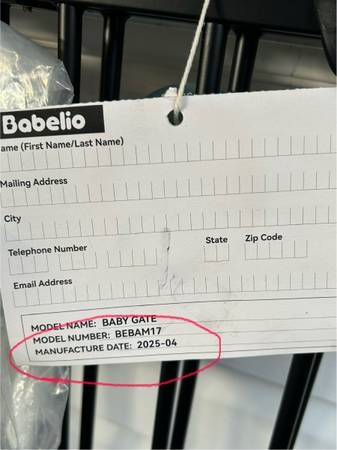 Babelio
ame (First Name/Last Name)
Mailing Address
City
Telephone Number State Zip Code
Email Address
MODEL NAME: BABY GATE
MODEL NUMBER: BEBAM17
MANUFACTURE DATE: 2025-04